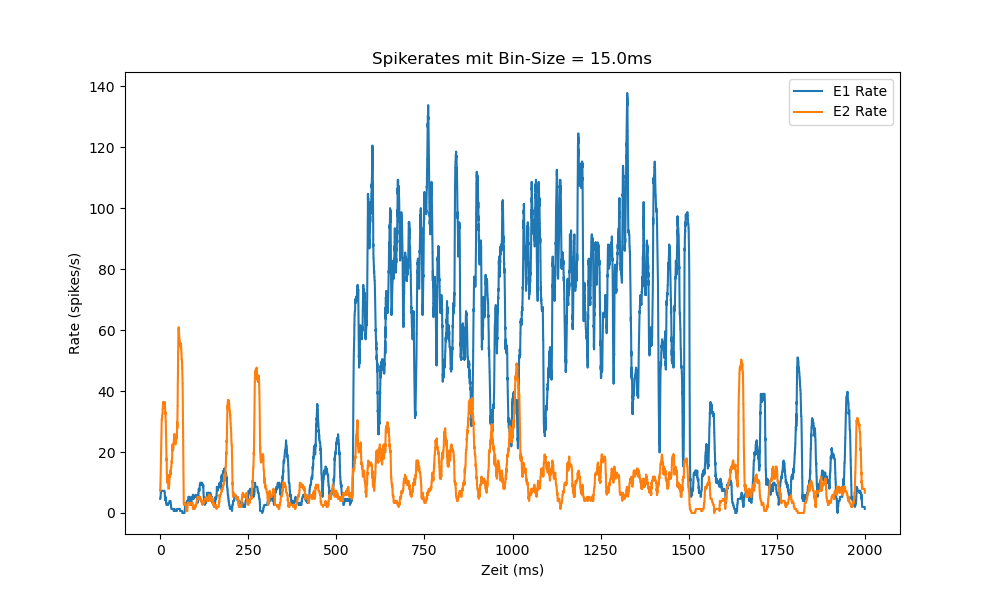 Spikerates mit Bin-Size = 15.0ms
E1 Rate
E2 Rate
Rate (spikes/s)
140
120
100
80
60
40
20
0
0 250 500 750 1000 1250 1500 1750 2000
Zeit (ms)